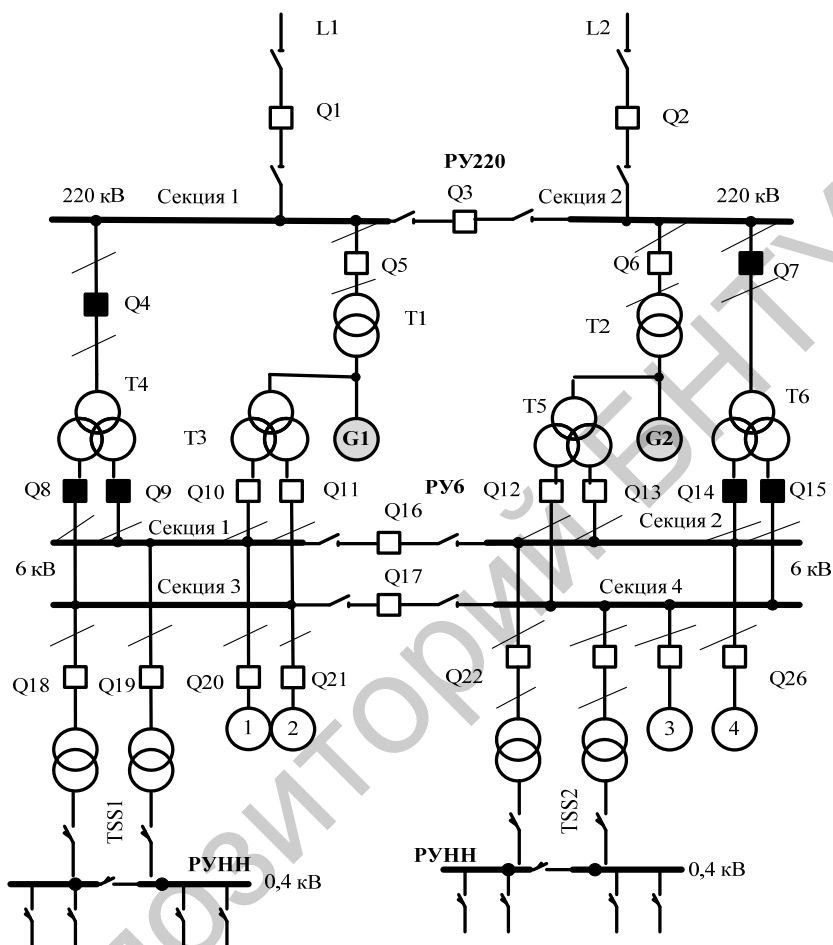 L1 L2
Q1 Q2
РУ220
220 кВ Секция 1 Q3 Секция 2 220 кВ
Q5 Q6 Q7
Q4
T1 T2
T4 T3 T5 T6
G1 G2
Q8 Q9 Q10 Q11 РУ6 Q12 Q13 Q14 Q15
Секция 1 Q16 Секция 2
6 кВ 6 кВ
Секция 3 Q17 Секция 4
Q18 Q19 Q20 Q21 Q22 Q26
1 2 3 4
TSS1 TSS2
РУНН 0,4 кВ РУНН 0,4 кВ
позиторий БНТУ